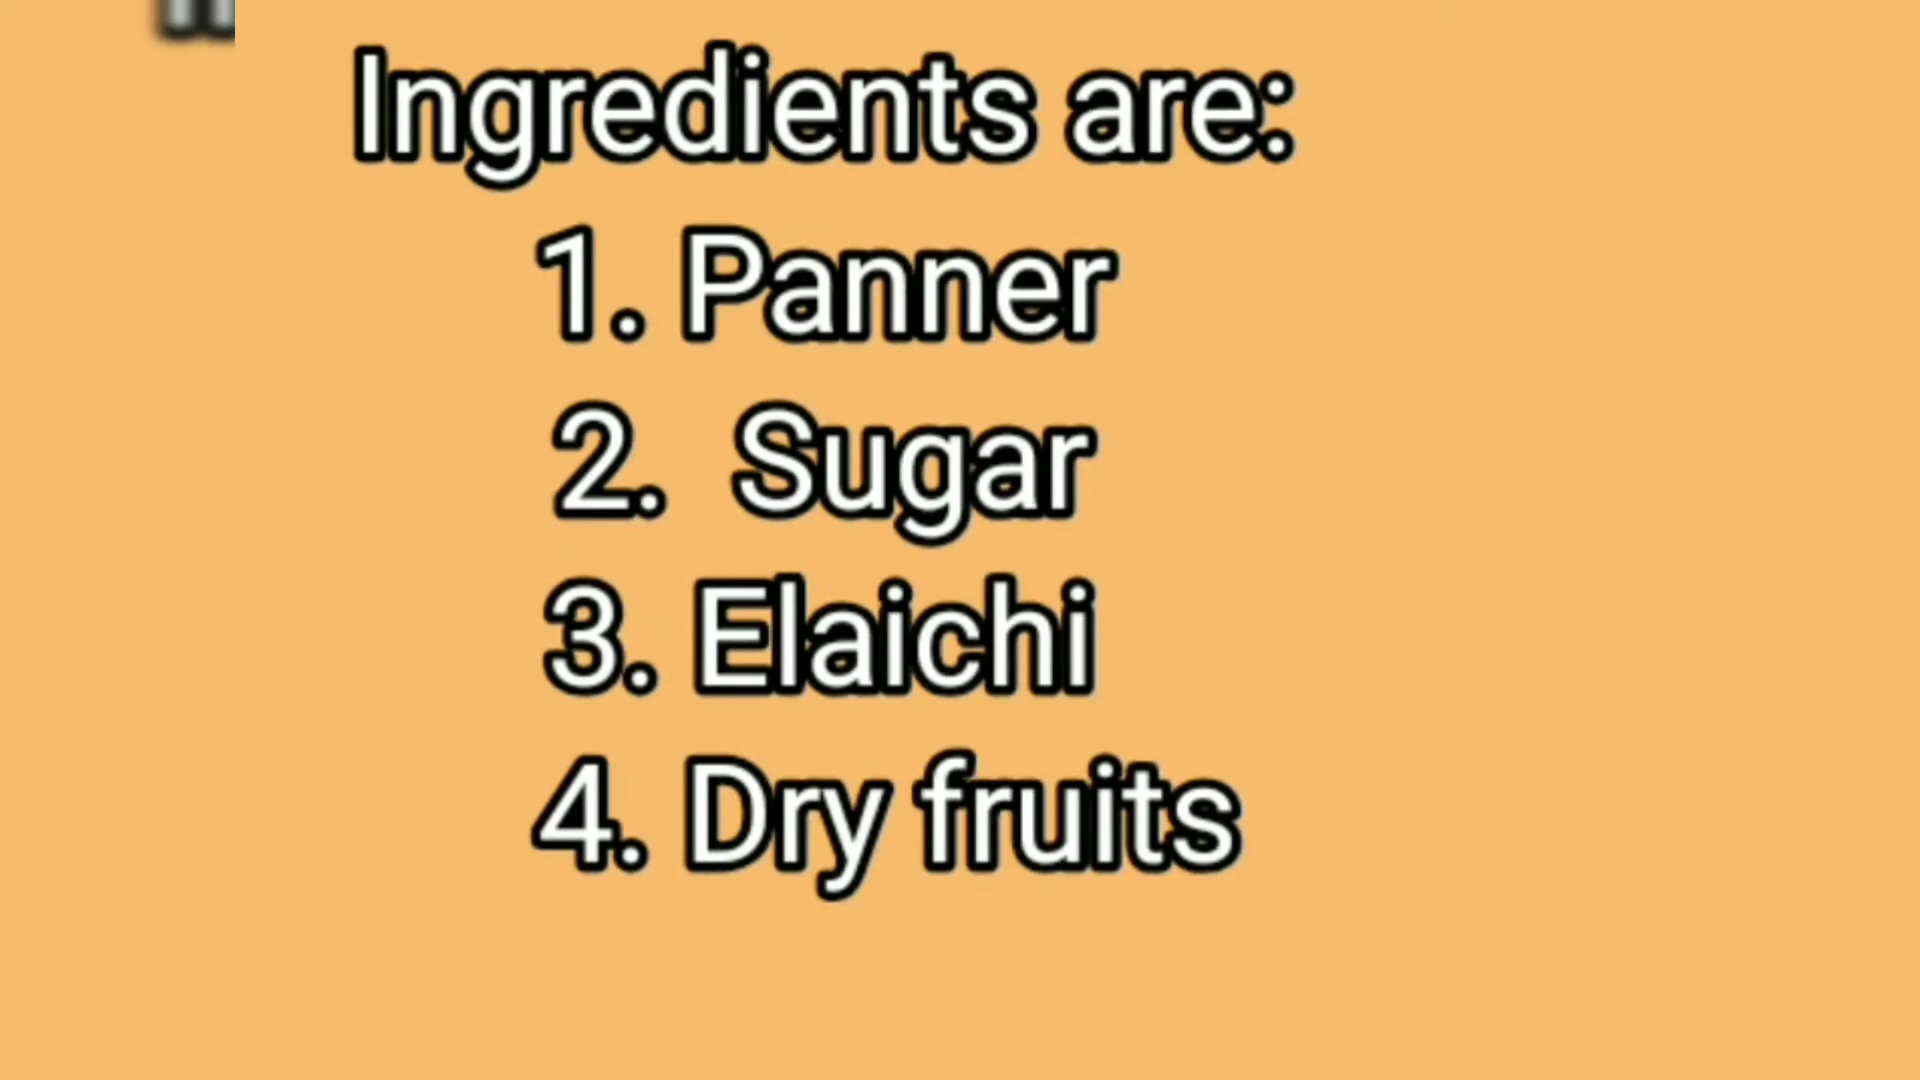 Ingredients are:
1. Panner
2. Sugar
3. Elaichi
4. Dry fruits